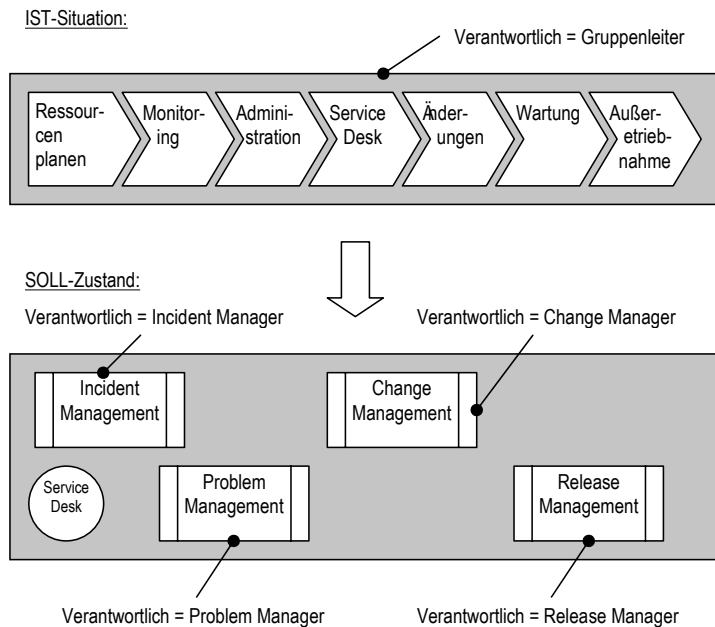 IST-Situation:
Verantwortlich = Gruppenleiter
Ressour-
cen
planen
Monitor-
ing
Admini-
stration
Service
Desk
Änder-
ungen
Wartung
Außer-
etriebnahme
SOLL-Zustand:
Verantwortlich = Incident Manager
Verantwortlich = Change Manager
Incident
Management
Change
Management
Service
Desk
Problem
Management
Release
Management
Verantwortlich = Problem Manager
Verantwortlich = Release Manager